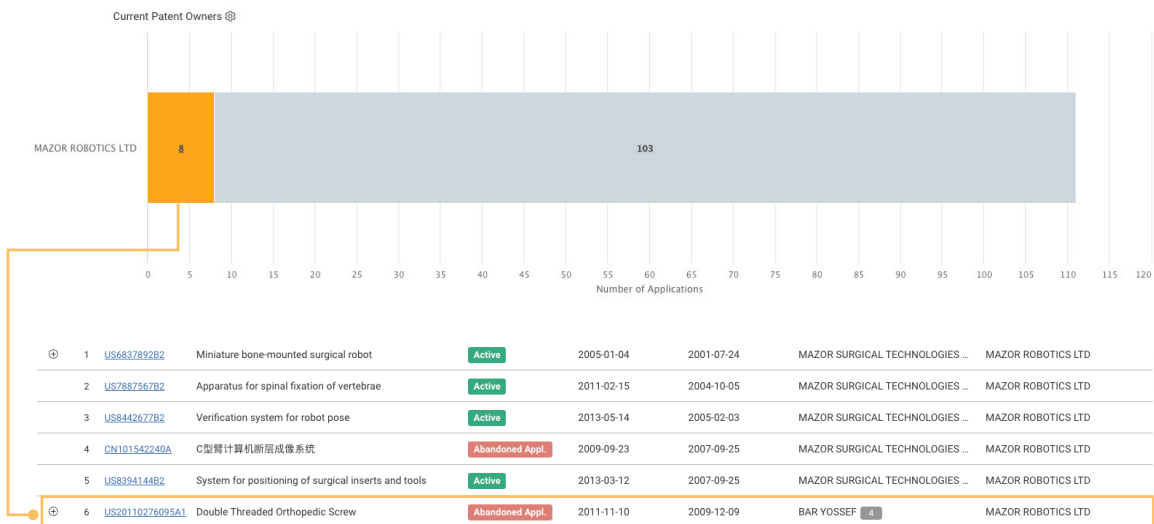 Current Patent Owners
MAZOR ROBOTICS LTD
8
103
0 5 10 15 20 25 30 35 40 45 50 55 60 65 70 75 80 85 90 95 100 105 110 115 120
Number of Applications
1 US6837892B2 Miniature bone-mounted surgical robot Active 2005-01-04 2001-07-24 MAZOR SURGICAL TECHNOLOGIES ... MAZOR ROBOTICS LTD
2 US7887567B2 Apparatus for spinal fixation of vertebrae Active 2011-02-15 2004-10-05 MAZOR SURGICAL TECHNOLOGIES ... MAZOR ROBOTICS LTD
3 US8442677B2 Verification system for robot pose Active 2013-05-14 2005-02-03 MAZOR SURGICAL TECHNOLOGIES ... MAZOR ROBOTICS LTD
4 CN101542240A C型臂计算机断层成像系统 Abandoned Appl. 2009-09-23 2007-09-25 MAZOR SURGICAL TECHNOLOGIES ... MAZOR ROBOTICS LTD
5 US8394144B2 System for positioning of surgical inserts and tools Active 2013-03-12 2007-09-25 MAZOR SURGICAL TECHNOLOGIES ... MAZOR ROBOTICS LTD
6 US20110276095A1 Double Threaded Orthopedic Screw Abandoned Appl. 2011-11-10 2009-12-09 BAR YOSSEF 4 MAZOR ROBOTICS LTD